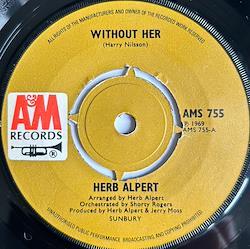 ALL RIGHTS OF THE MANUFACTURER AND OF THE OWNER OF THE RECORDED WORK RESERVED
WITHOUT HER
(Harry Nilsson)
A&M
RECORDS
AMS 755
℗ 1969
AMS 755-A
HERB ALPERT
Arranged by Herb Alpert
Orchestrated by Shorty Rogers
Produced by Herb Alpert & Jerry Moss
SUNBURY
UNAUTHORISED PUBLIC PERFORMANCE BROADCASTING AND COPYING OF THIS RECORD PROHIBITED